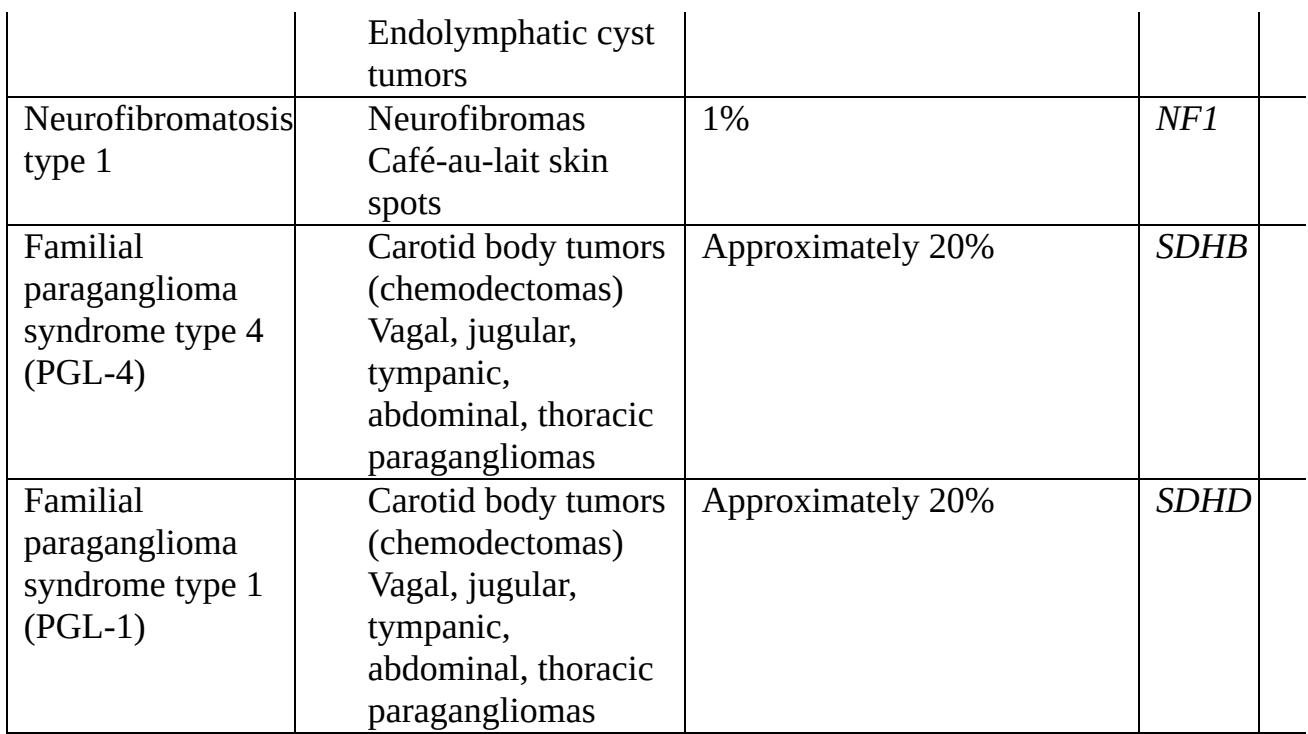 Endolymphatic cyst
tumors
Neurofibromatosis
type 1
Neurofibromas
Café-au-lait skin
spots
1%
NF1
Familial
paraganglioma
syndrome type 4
(PGL-4)
Carotid body tumors
(chemodectomas)
Vagal, jugular,
tympanic,
abdominal, thoracic
paragangliomas
Approximately 20%
SDHB
Familial
paraganglioma
syndrome type 1
(PGL-1)
Carotid body tumors
(chemodectomas)
Vagal, jugular,
tympanic,
abdominal, thoracic
paragangliomas
Approximately 20%
SDHD